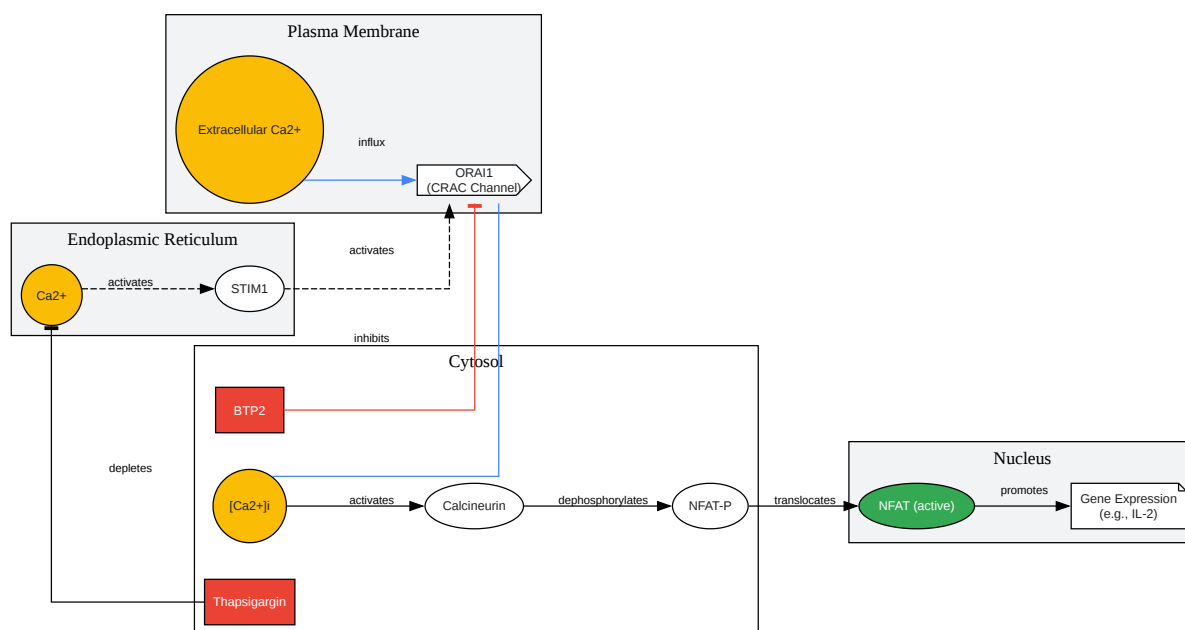 Plasma Membrane
Extracellular Ca2+
influx
ORAI1
(CRAC Channel)
Endoplasmic Reticulum
activates
Ca2+
activates
STIM1
inhibits
Cytosol
BTP2
depletes
[Ca2+]i
activates
Calcineurin
dephosphorylates
NFAT-P
translocates
Nucleus
NFAT (active)
promotes
Gene Expression
(e.g., IL-2)
Thapsigargin